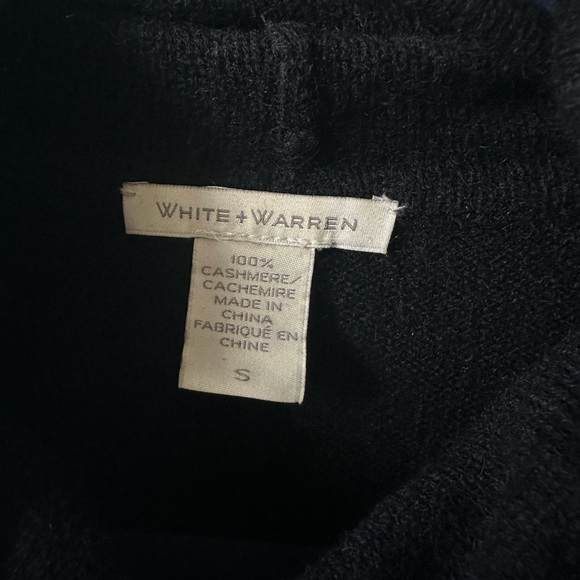 WHITE + WARREN
100%
CASHMERE/
CACHEMIRE
MADE IN
CHINA
FABRIQUÉ EN
CHINE
S